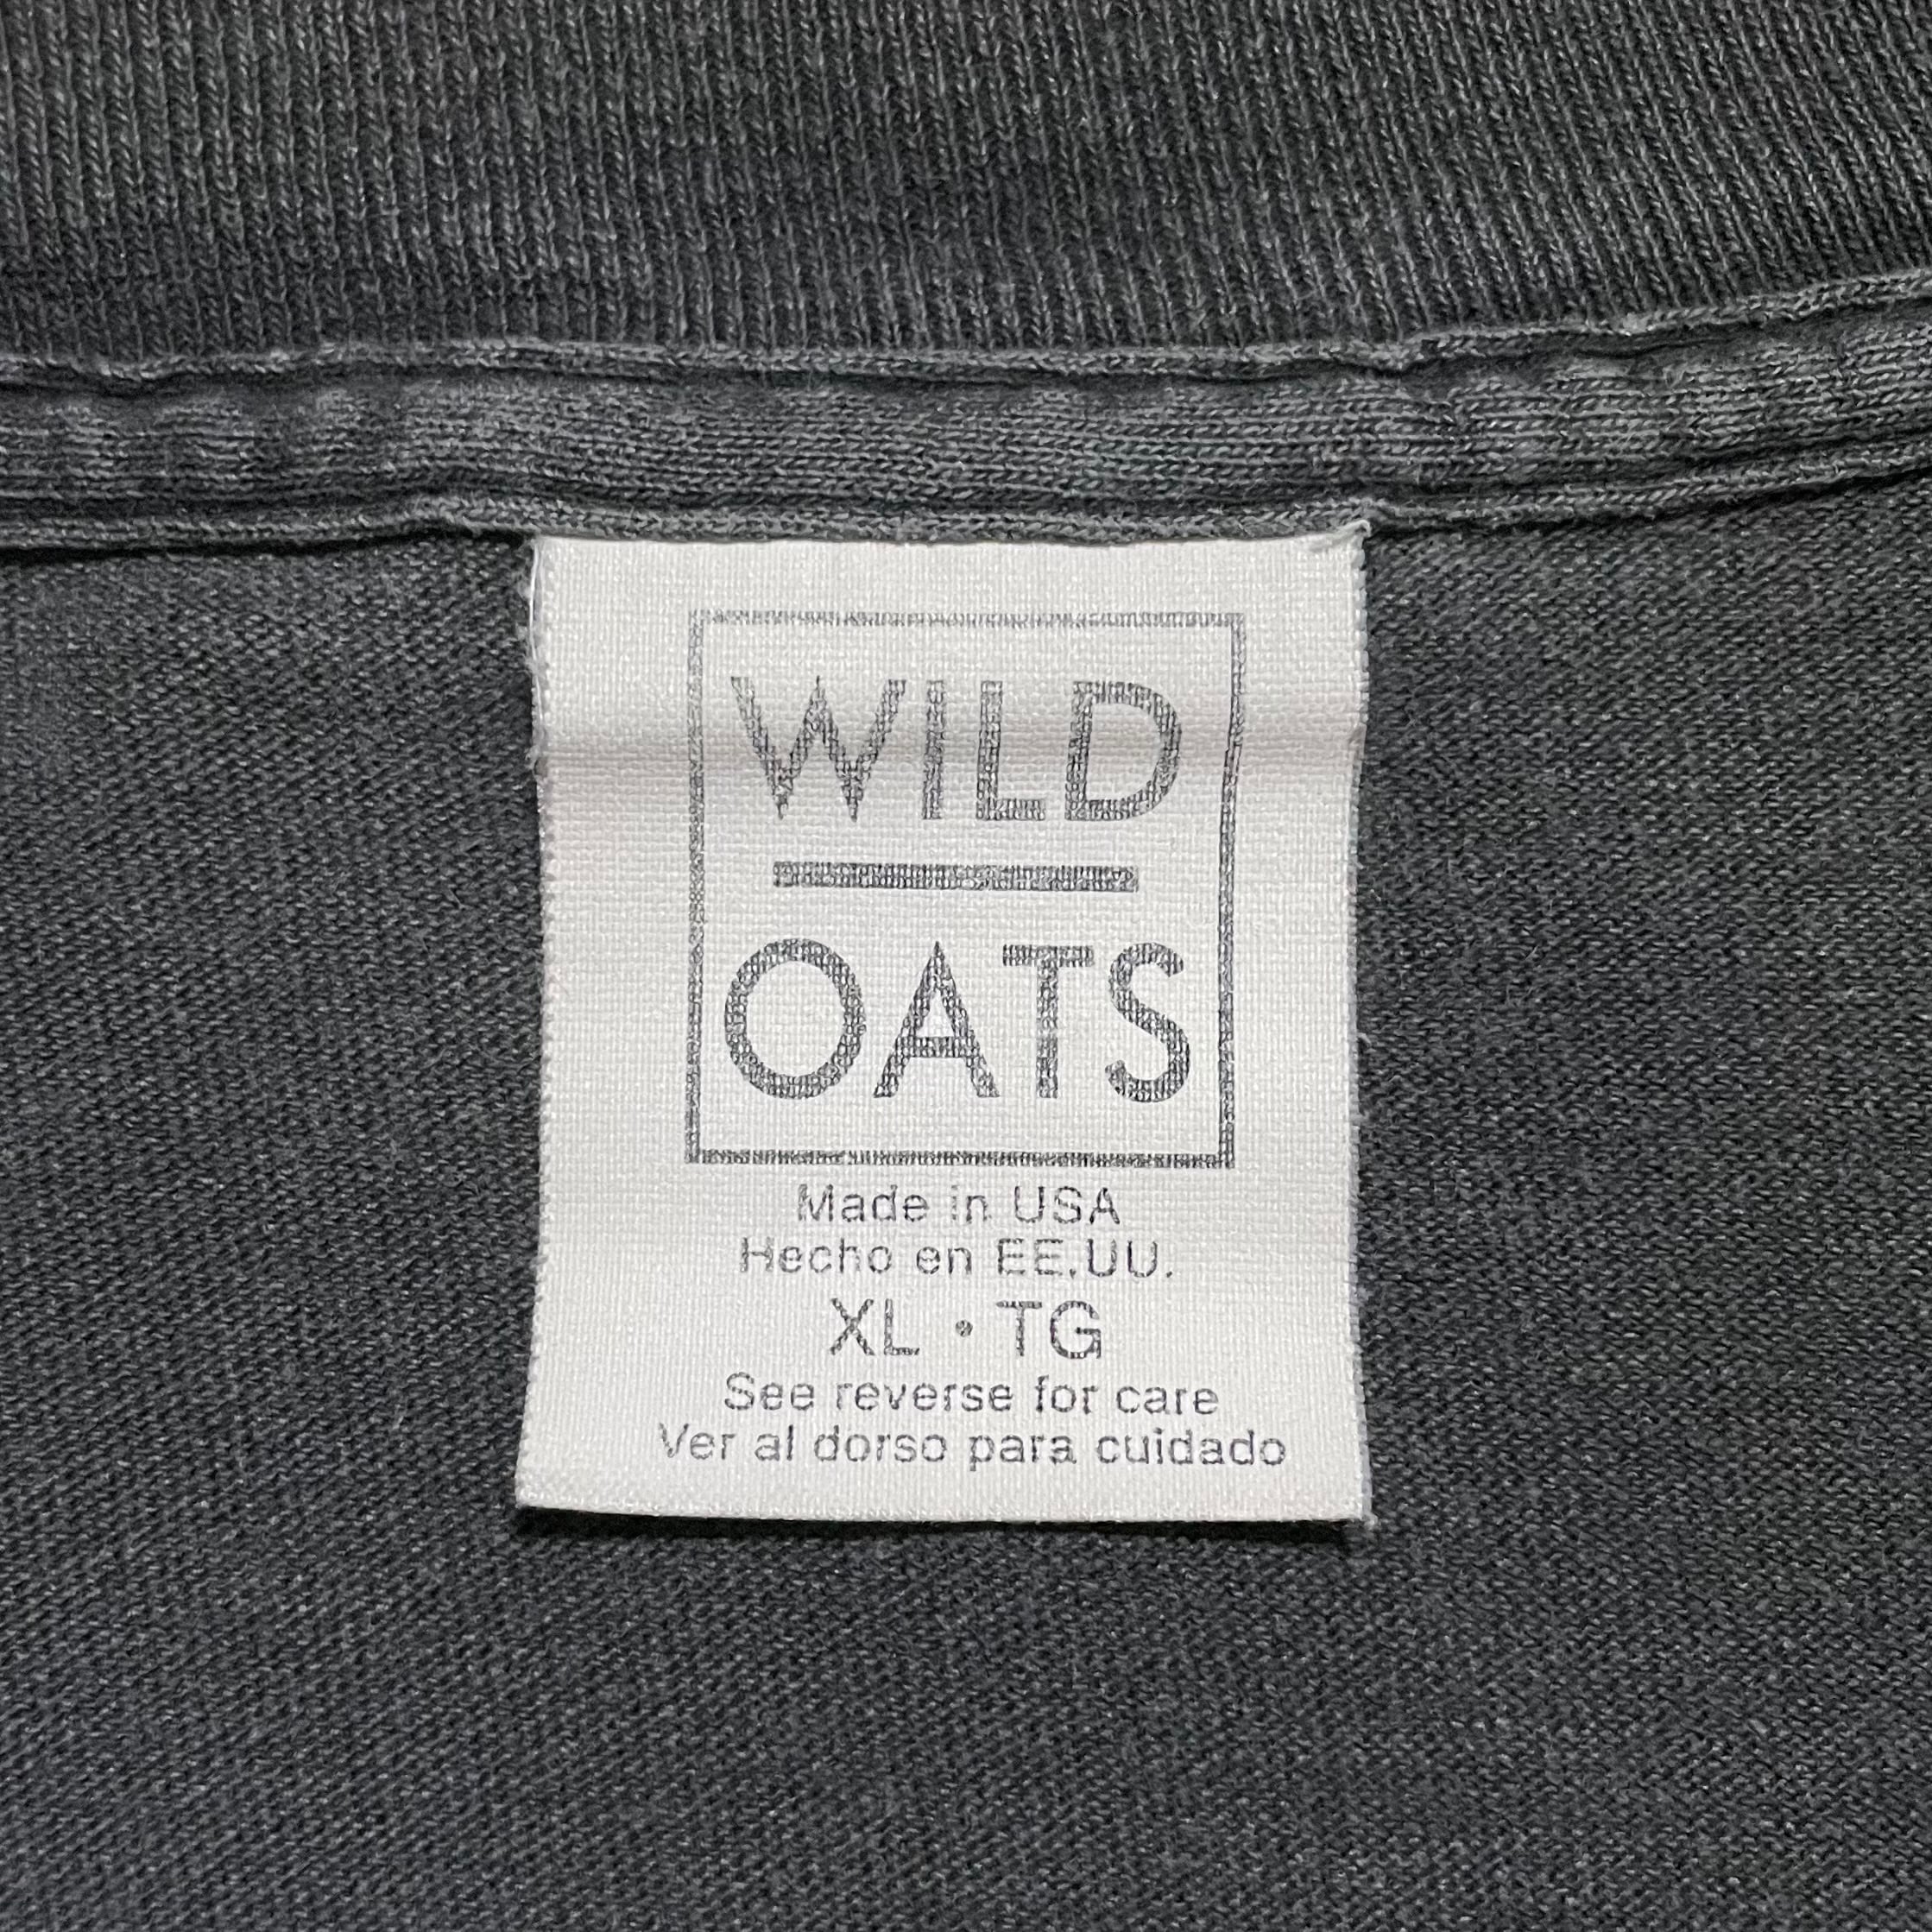 WILD
OATS
Made in USA
Hecho en EE.UU.
XL • TG
See reverse for care
Ver al dorso para cuidado